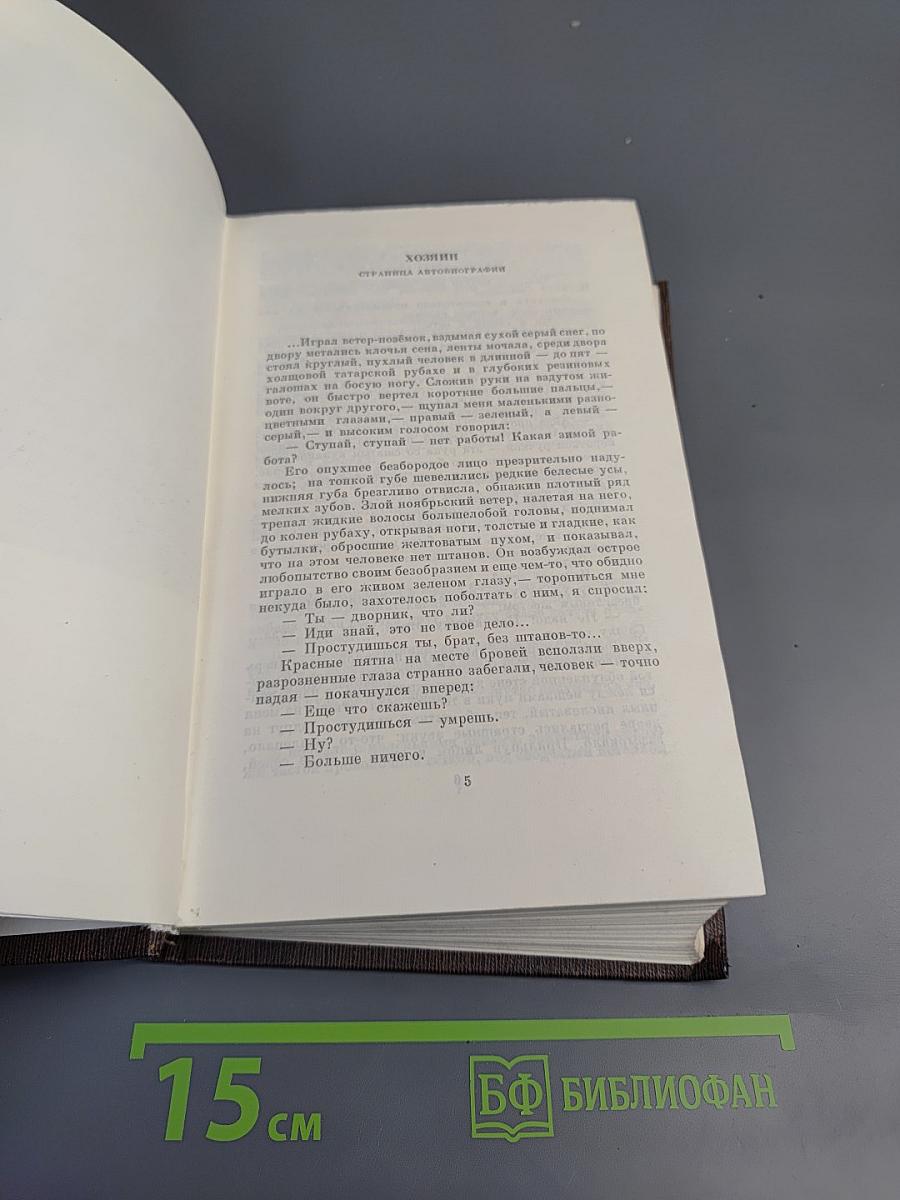 ХОЗЯИН
СТРАНИЦА АВТОБИОГРАФИИ
...Играл ветер-позёмок, вздымая сухой серый снег, по
двору метались клочья сена, ленты мочала, среди двора
стоял круглый, пухлый человек в длинной — до пят —
холщовой татарской рубахе и в глубоких резиновых
галошах на босую ногу. Сложив руки на вздутом жи-
воте, он быстро вертел короткие большие пальцы,—
один вокруг другого,— щупал меня маленькими разно-
цветными глазами,— правый — зеленый, а левый —
серый,— и высоким голосом говорил:
— Ступай, ступай — нет работы! Какая зимой ра-
бота?
Его опухшее безбородое лицо презрительно наду-
лось; на тонкой губе шевелились редкие белесые усы,
нижняя губа брезгливо отвисла, обнажив плотный ряд
мелких зубов. Злой ноябрьский ветер, налетая на него,
трепал жидкие волосы большелобой головы, поднимал
до колен рубаху, открывая ноги, толстые и гладкие, как
бутылки, обросшие желтоватым пухом, и показывал,
что на этом человеке нет штанов. Он возбуждал острое
любопытство своим безобразием и еще чем-то, что обидно
играло в его живом зеленом глазу,— торопиться мне
некуда было, захотелось поболтать с ним, я спросил:
— Ты — дворник, что ли?
— Иди знай, это не твое дело...
— Простудишься ты, брат, без штанов-то...
Красные пятна на месте бровей всползли вверх,
разрозненные глаза странно забегали, человек — точно
падая — покачнулся вперед:
— Еще что скажешь?
— Простудишься — умрешь.
— Ну?
— Больше ничего.
5
15 см
БФ БИБЛИОФАН